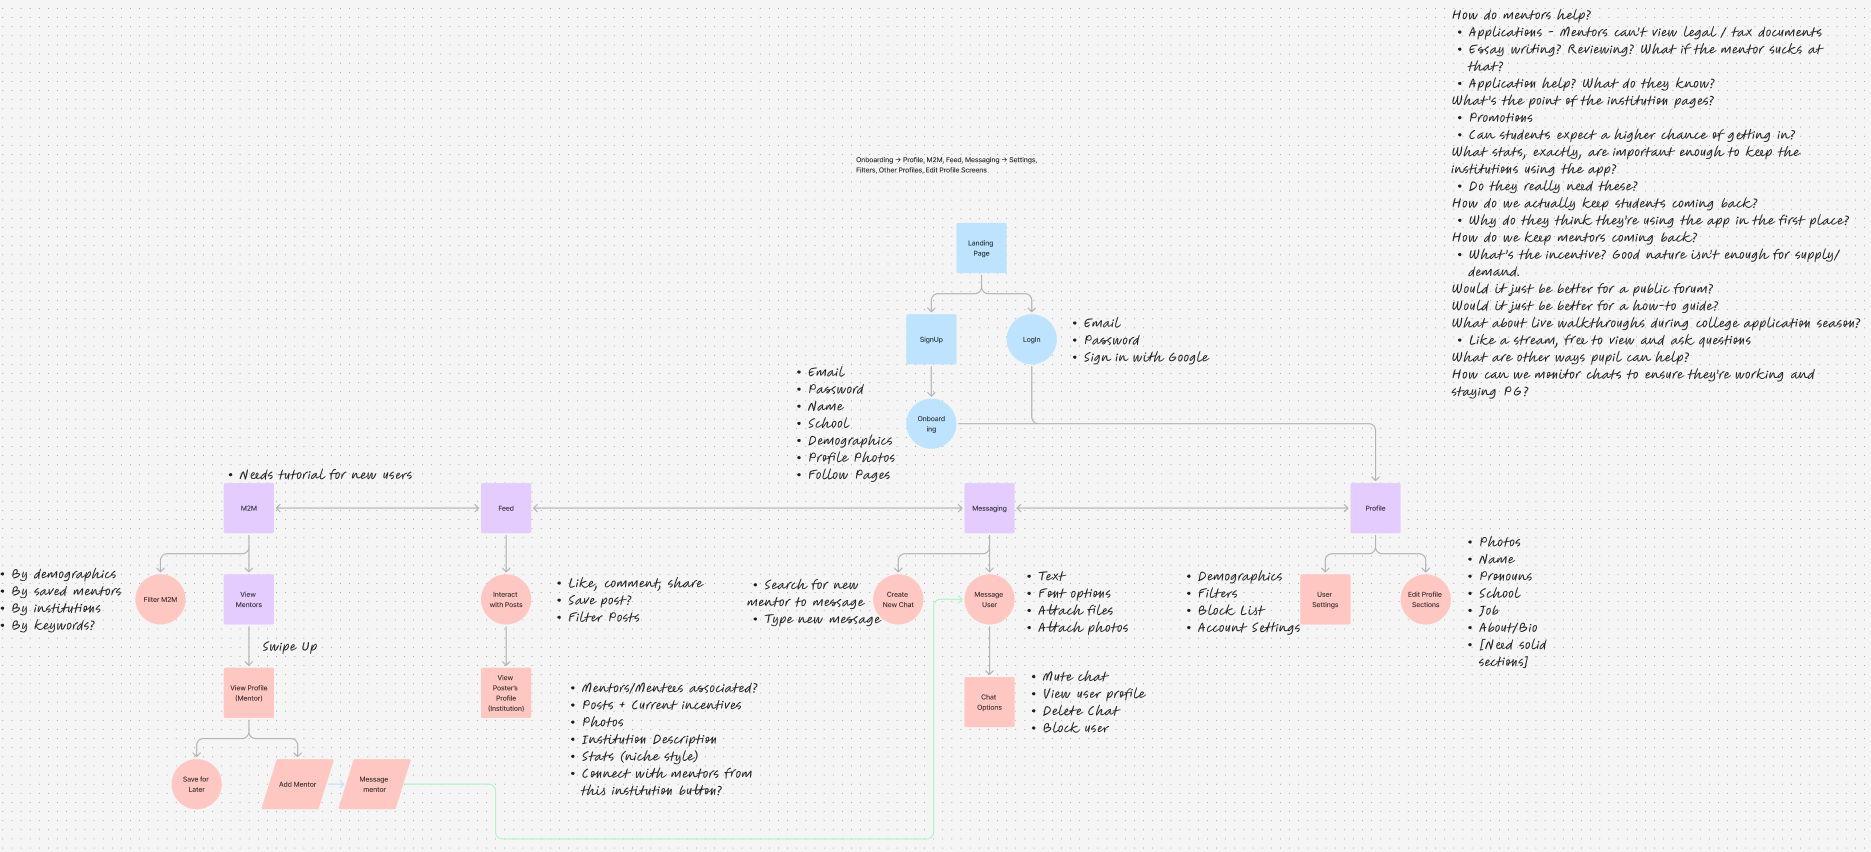 How do mentors help?
• Applications - Mentors can't view legal / tax documents
• Essay writing? Reviewing? What if the mentor sucks at
that?
• Application help? What do they know?
What's the point of the institution pages?
• Promotions
• Can students expect a higher chance of getting in?
What stats, exactly, are important enough to keep the
institutions using the app?
• Do they really need these?
How do we actually keep students coming back?
• Why do they think they're using the app in the first place?
How do we keep mentors coming back?
• What's the incentive? Good nature isn't enough for supply/
demand.
Would it just be better for a public forum?
Would it just be better for a how-to guide?
What about live walkthroughs during college application season?
• Like a stream, free to view and ask questions
What are other ways pupil can help?
How can we monitor chats to ensure they're working and
staying PG?
Onboarding → Profile, M2M, Feed, Messaging → Settings,
Filters, Other Profiles, Edit Profile Screens
Landing
Page
SignUp
LogIn
• Email
• Password
• Sign in with Google
• Email
• Password
• Name
• School
• Demographics
• Profile Photos
• Follow Pages
Onboard
ing
• Needs tutorial for new users
M2M
Feed
Messaging
Profile
• By demographics
• By saved mentors
• By institutions
• By keywords?
Filter M2M
View
Mentors
Swipe Up
View Profile
(Mentor)
Save for
Later
Add Mentor
Message
mentor
Interact
with Posts
• Like, comment, share
• Save post?
• Filter Posts
View
Poster's
Profile
(Institution)
• Mentors/Mentees associated?
• Posts + Current incentives
• Photos
• Institution Description
• Stats (niche style)
• Connect with mentors from
this institution button?
• Search for new
mentor to message
• Type new message
Create
New Chat
Message
User
• Text
• Font options
• Attach files
• Attach photos
Chat
Options
• Mute chat
• View user profile
• Delete Chat
• Block user
• Demographics
• Filters
• Block List
• Account Settings
User
Settings
Edit Profile
Sections
• Photos
• Name
• Pronouns
• School
• Job
• About/Bio
• [Need solid
sections]